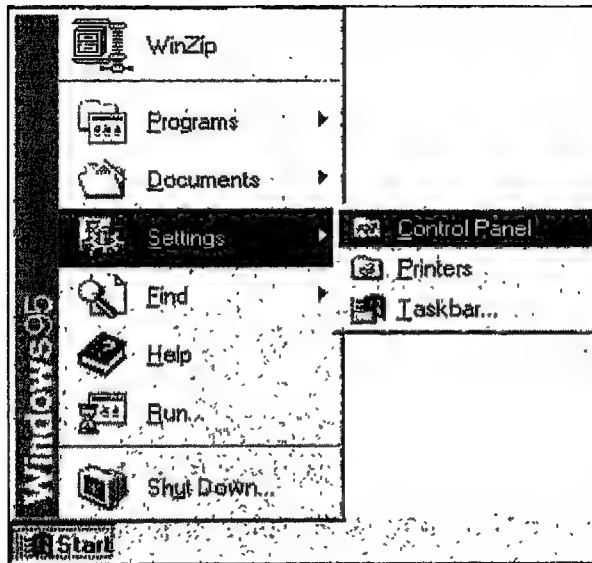 WinZip
Programs
Documents
Settings
Control Panel
Printers
Taskbar...
Find
Help
Run...
Shut Down...
Windows95
Start